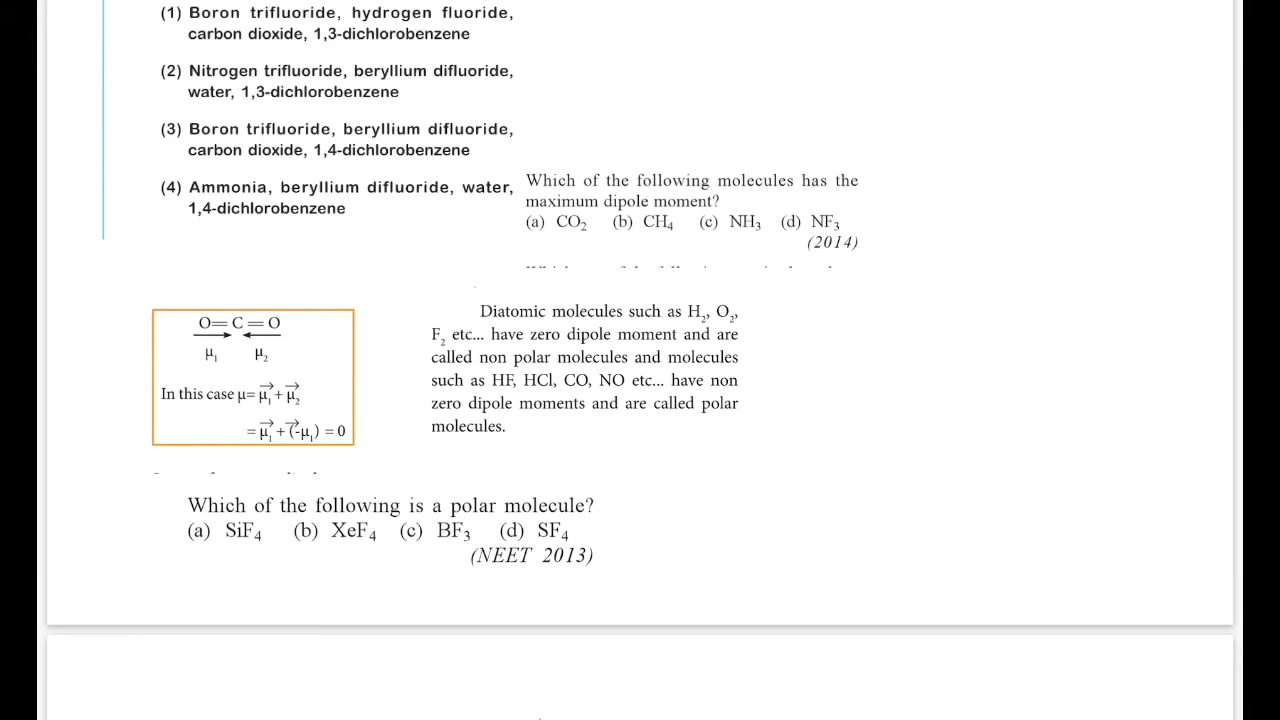 (1) Boron trifluoride, hydrogen fluoride,
carbon dioxide, 1,3-dichlorobenzene
(2) Nitrogen trifluoride, beryllium difluoride,
water, 1,3-dichlorobenzene
(3) Boron trifluoride, beryllium difluoride,
carbon dioxide, 1,4-dichlorobenzene
(4) Ammonia, beryllium difluoride, water,
1,4-dichlorobenzene
Which of the following molecules has the
maximum dipole moment?
(a) CO₂ (b) CH₄ (c) NH₃ (d) NF₃
(2014)
O=C=O
μ₁ μ₂
In this case μ= μ₁ + μ₂
= μ₁ + (-μ₁) = 0
Diatomic molecules such as H₂, O₂,
F₂ etc... have zero dipole moment and are
called non polar molecules and molecules
such as HF, HCl, CO, NO etc... have non
zero dipole moments and are called polar
molecules.
Which of the following is a polar molecule?
(a) SiF₄ (b) XeF₄ (c) BF₃ (d) SF₄
(NEET 2013)